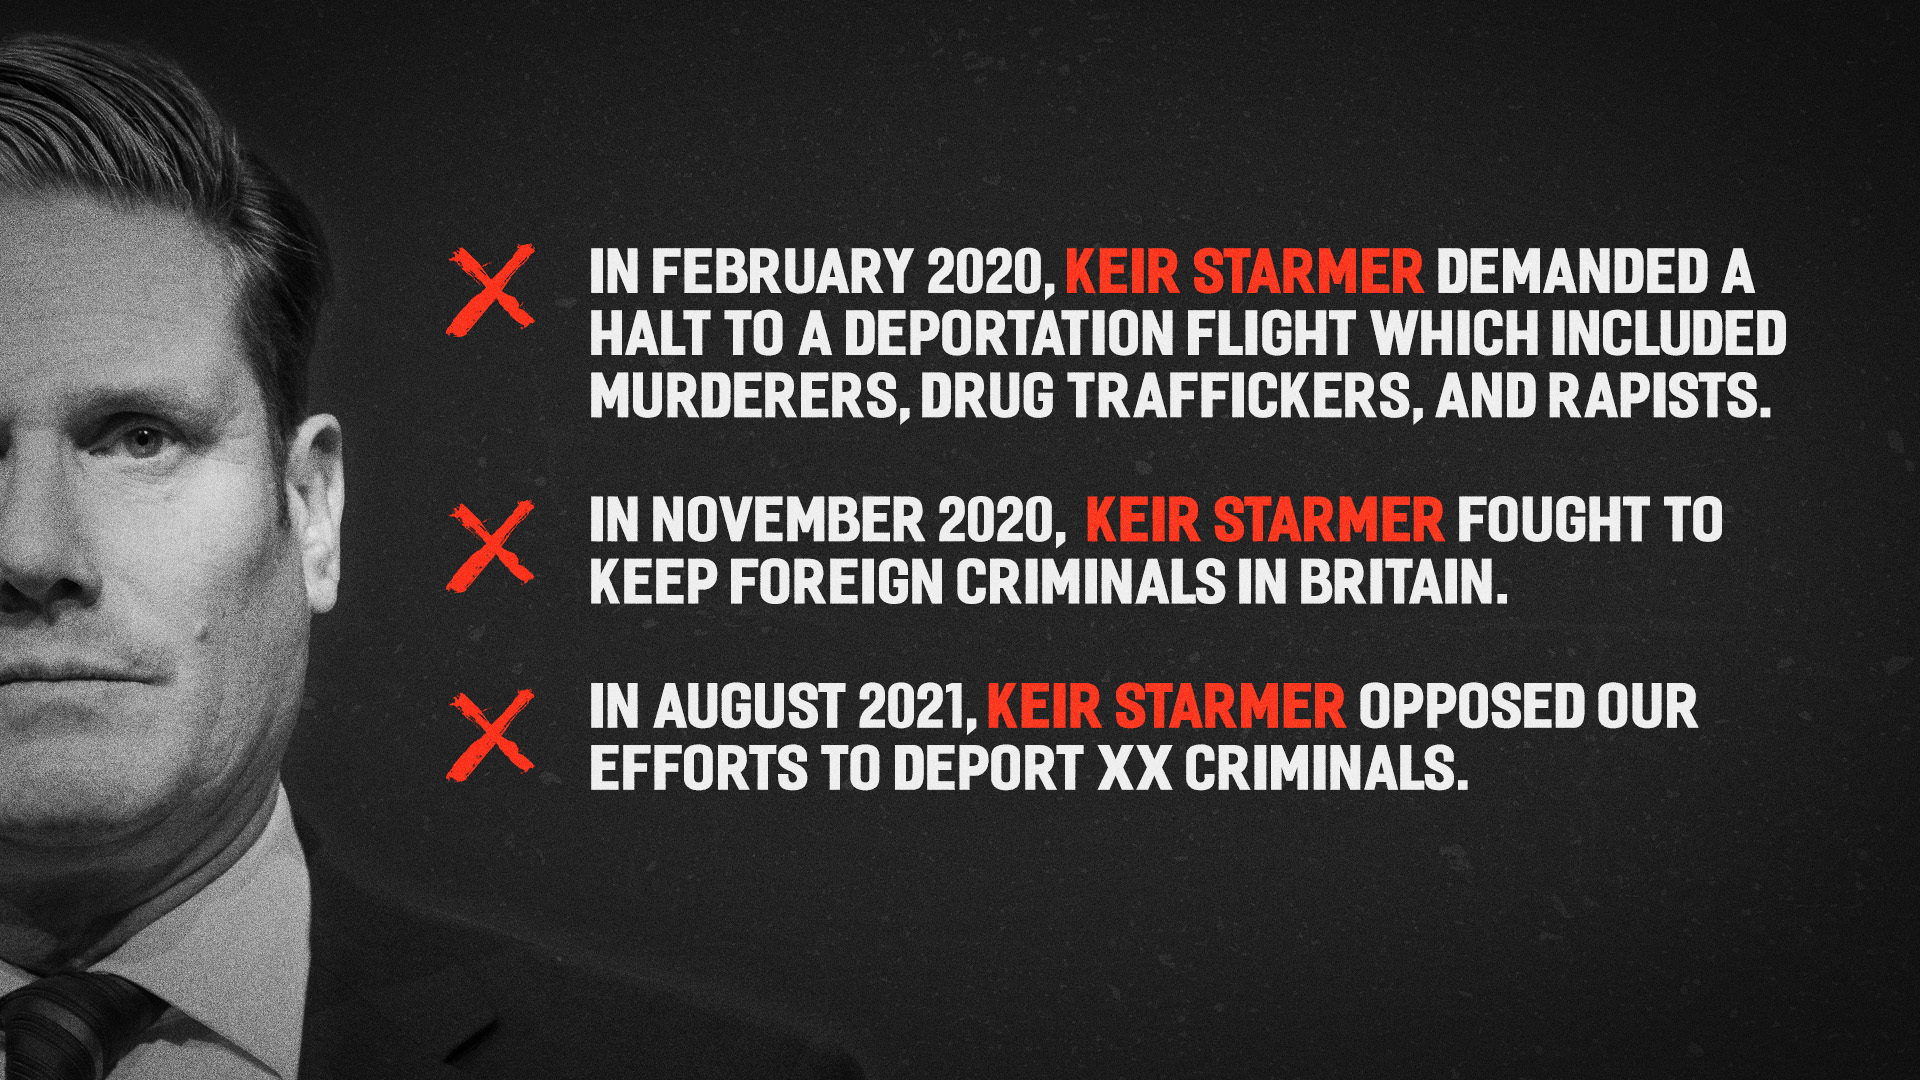 IN FEBRUARY 2020, KEIR STARMER DEMANDED A
HALT TO A DEPORTATION FLIGHT WHICH INCLUDED
MURDERERS, DRUG TRAFFICKERS, AND RAPISTS.
IN NOVEMBER 2020, KEIR STARMER FOUGHT TO
KEEP FOREIGN CRIMINALS IN BRITAIN.
IN AUGUST 2021, KEIR STARMER OPPOSED OUR
EFFORTS TO DEPORT XX CRIMINALS.